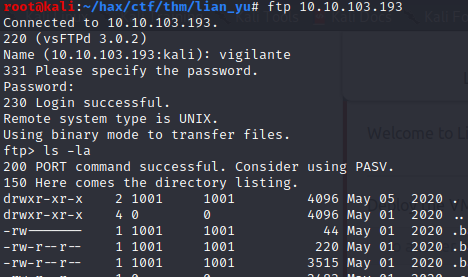 root@kali:~/hax/ctf/thm/lian_yu# ftp 10.10.103.193
Connected to 10.10.103.193.
220 (vsFTPd 3.0.2)
Name (10.10.103.193:kali): vigilante
331 Please specify the password.
Password:
230 Login successful.
Remote system type is UNIX.
Using binary mode to transfer files.
ftp> ls -la
200 PORT command successful. Consider using PASV.
150 Here comes the directory listing.
drwxr-xr-x    2 1001     1001         4096 May 05  2020 .
drwxr-xr-x    4 0        0            4096 May 01  2020 ..
-rw-------    1 1001     1001           44 May 01  2020 .b
-rw-r--r--    1 1001     1001          220 May 01  2020 .b
-rw-r--r--    1 1001     1001         3515 May 01  2020 .b